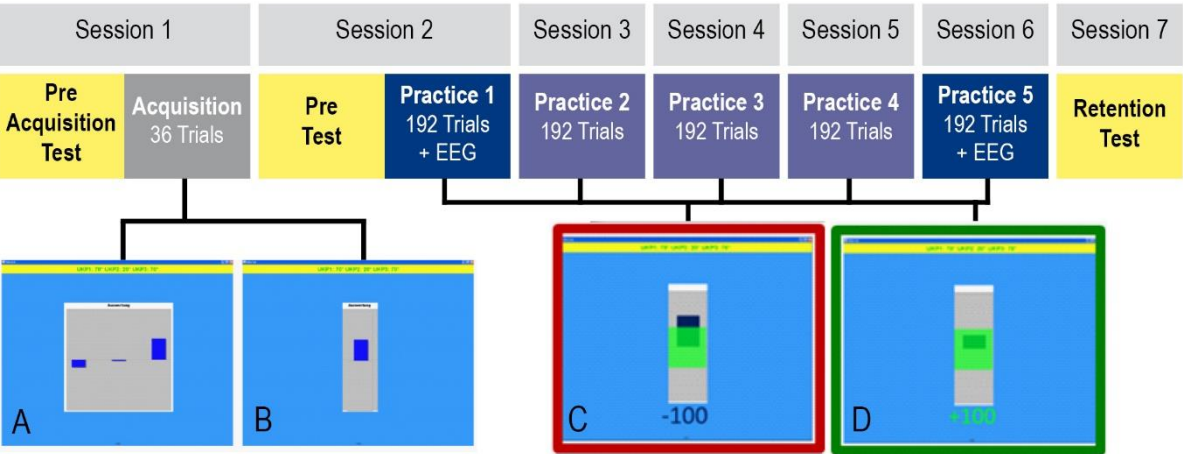 Session 1
Session 2
Session 3
Session 4
Session 5
Session 6
Session 7
Pre
Acquisition
Test
Acquisition
36 Trials
Pre
Test
Practice 1
192 Trials
+ EEG
Practice 2
192 Trials
Practice 3
192 Trials
Practice 4
192 Trials
Practice 5
192 Trials
+ EEG
Retention
Test
A
B
-100
C
+100
D